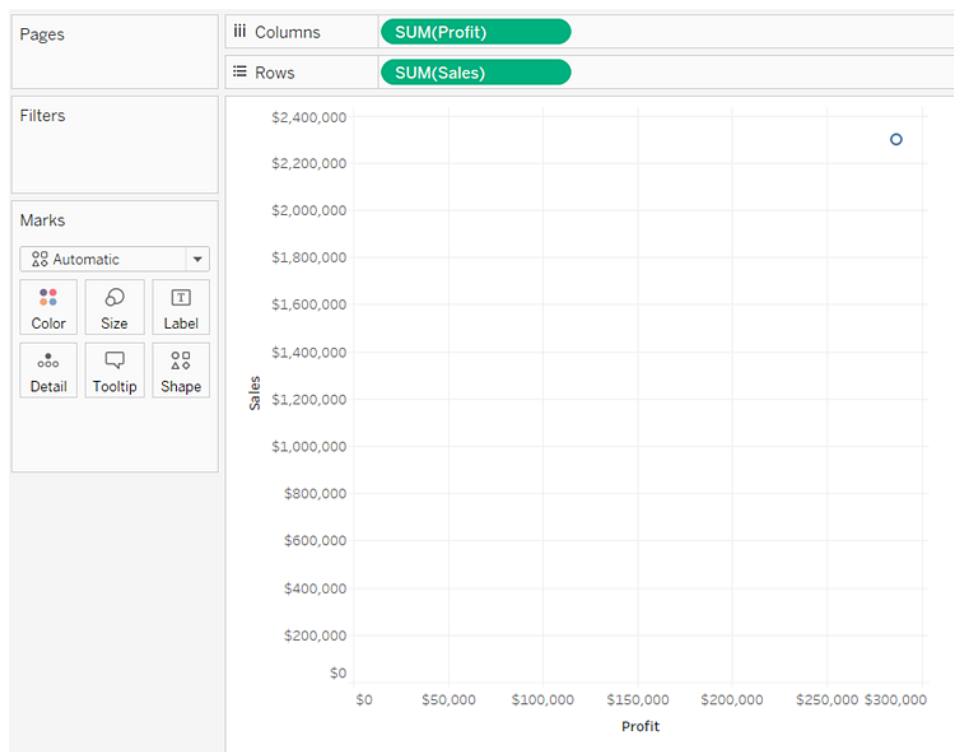 Pages
Columns
SUM(Profit)
Rows
SUM(Sales)
Filters
Marks
Automatic
Color
Size
T
Label
Detail
Tooltip
Shape
$2,400,000
$2,200,000
$2,000,000
$1,800,000
$1,600,000
$1,400,000
Sales
$1,200,000
$1,000,000
$800,000
$600,000
$400,000
$200,000
$0
$0 $50,000 $100,000 $150,000 $200,000 $250,000 $300,000
Profit